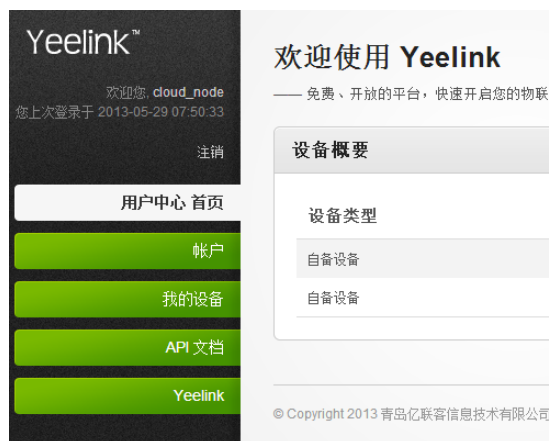 Yeelink™
欢迎您, cloud_node
您上次登录于 2013-05-29 07:50:33
注销
用户中心 首页
帐户
我的设备
API 文档
Yeelink
欢迎使用 Yeelink
—— 免费、开放的平台，快速开启您的物联
设备概要
设备类型
自备设备
自备设备
© Copyright 2013 青岛亿联客信息技术有限公司